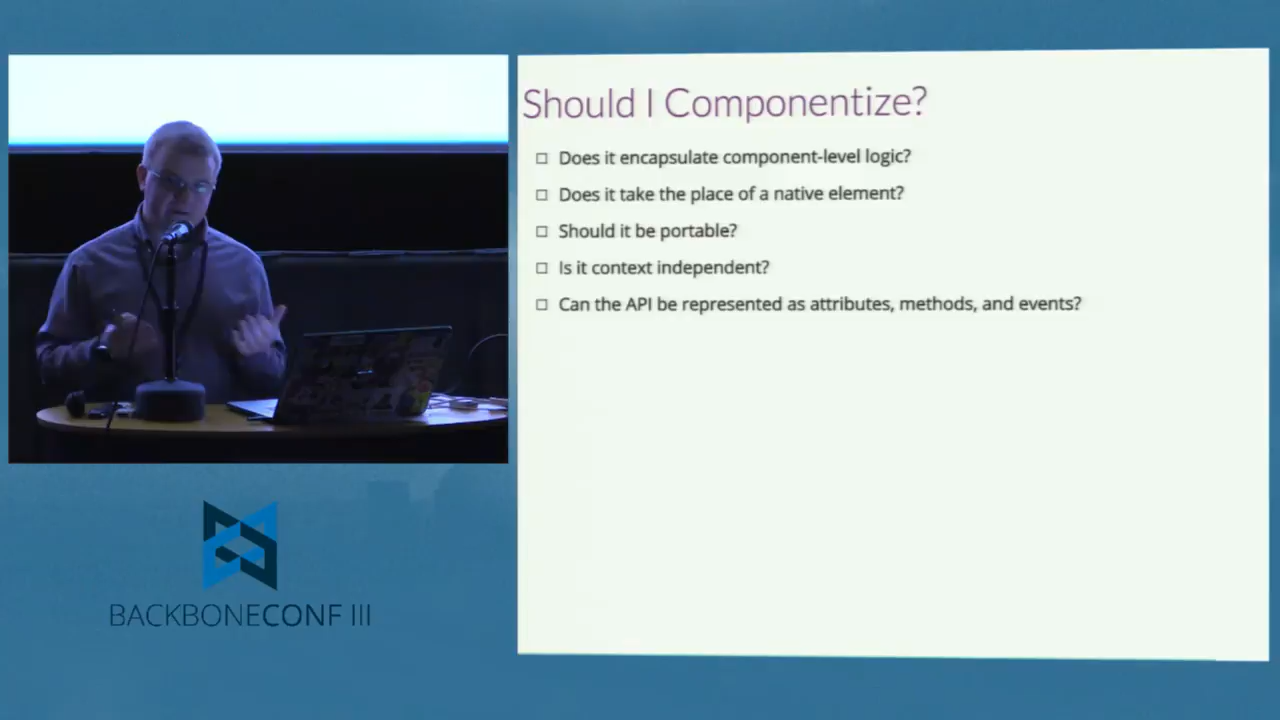 Should I Componentize?
Does it encapsulate component-level logic?
Does it take the place of a native element?
Should it be portable?
Is it context independent?
Can the API be represented as attributes, methods, and events?
BACKBONECONF III